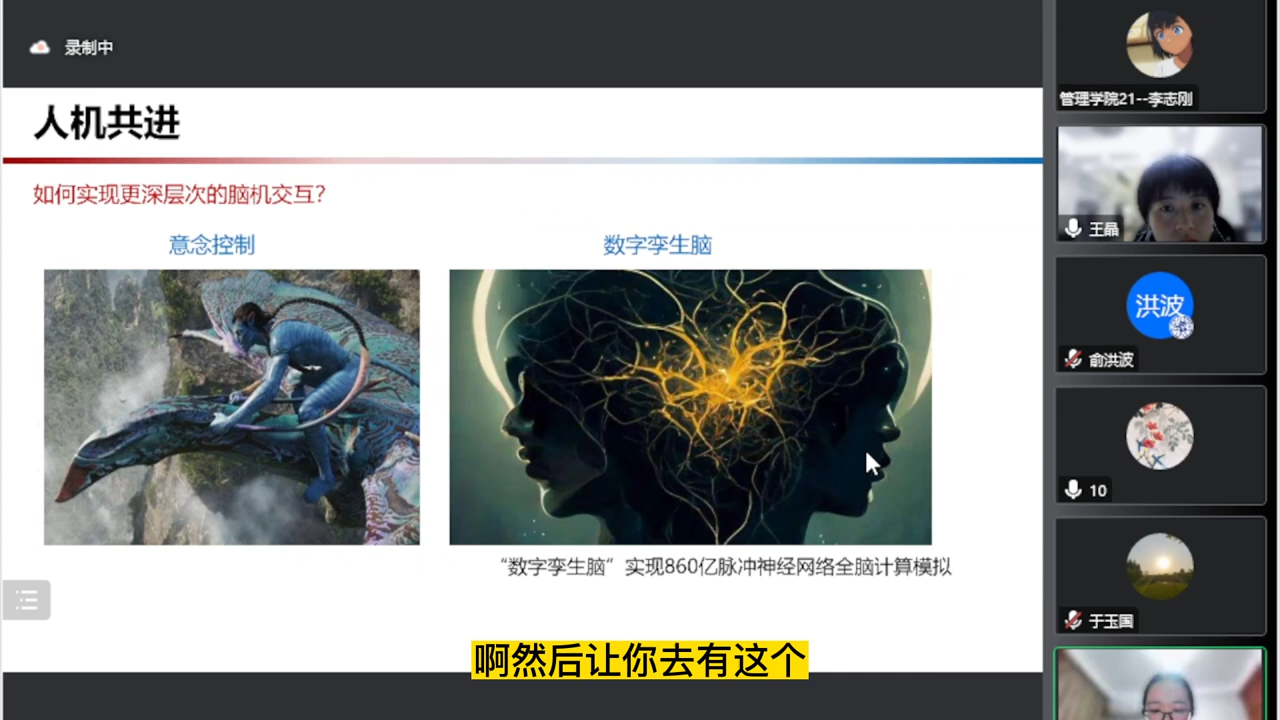 录制中
人机共进
如何实现更深层次的脑机交互?
意念控制
数字孪生脑
“数字孪生脑”实现860亿脉冲神经网络全脑计算模拟
啊然后让你去有这个
管理学院21--李志刚
王晶
洪波
俞洪波
10
于玉国